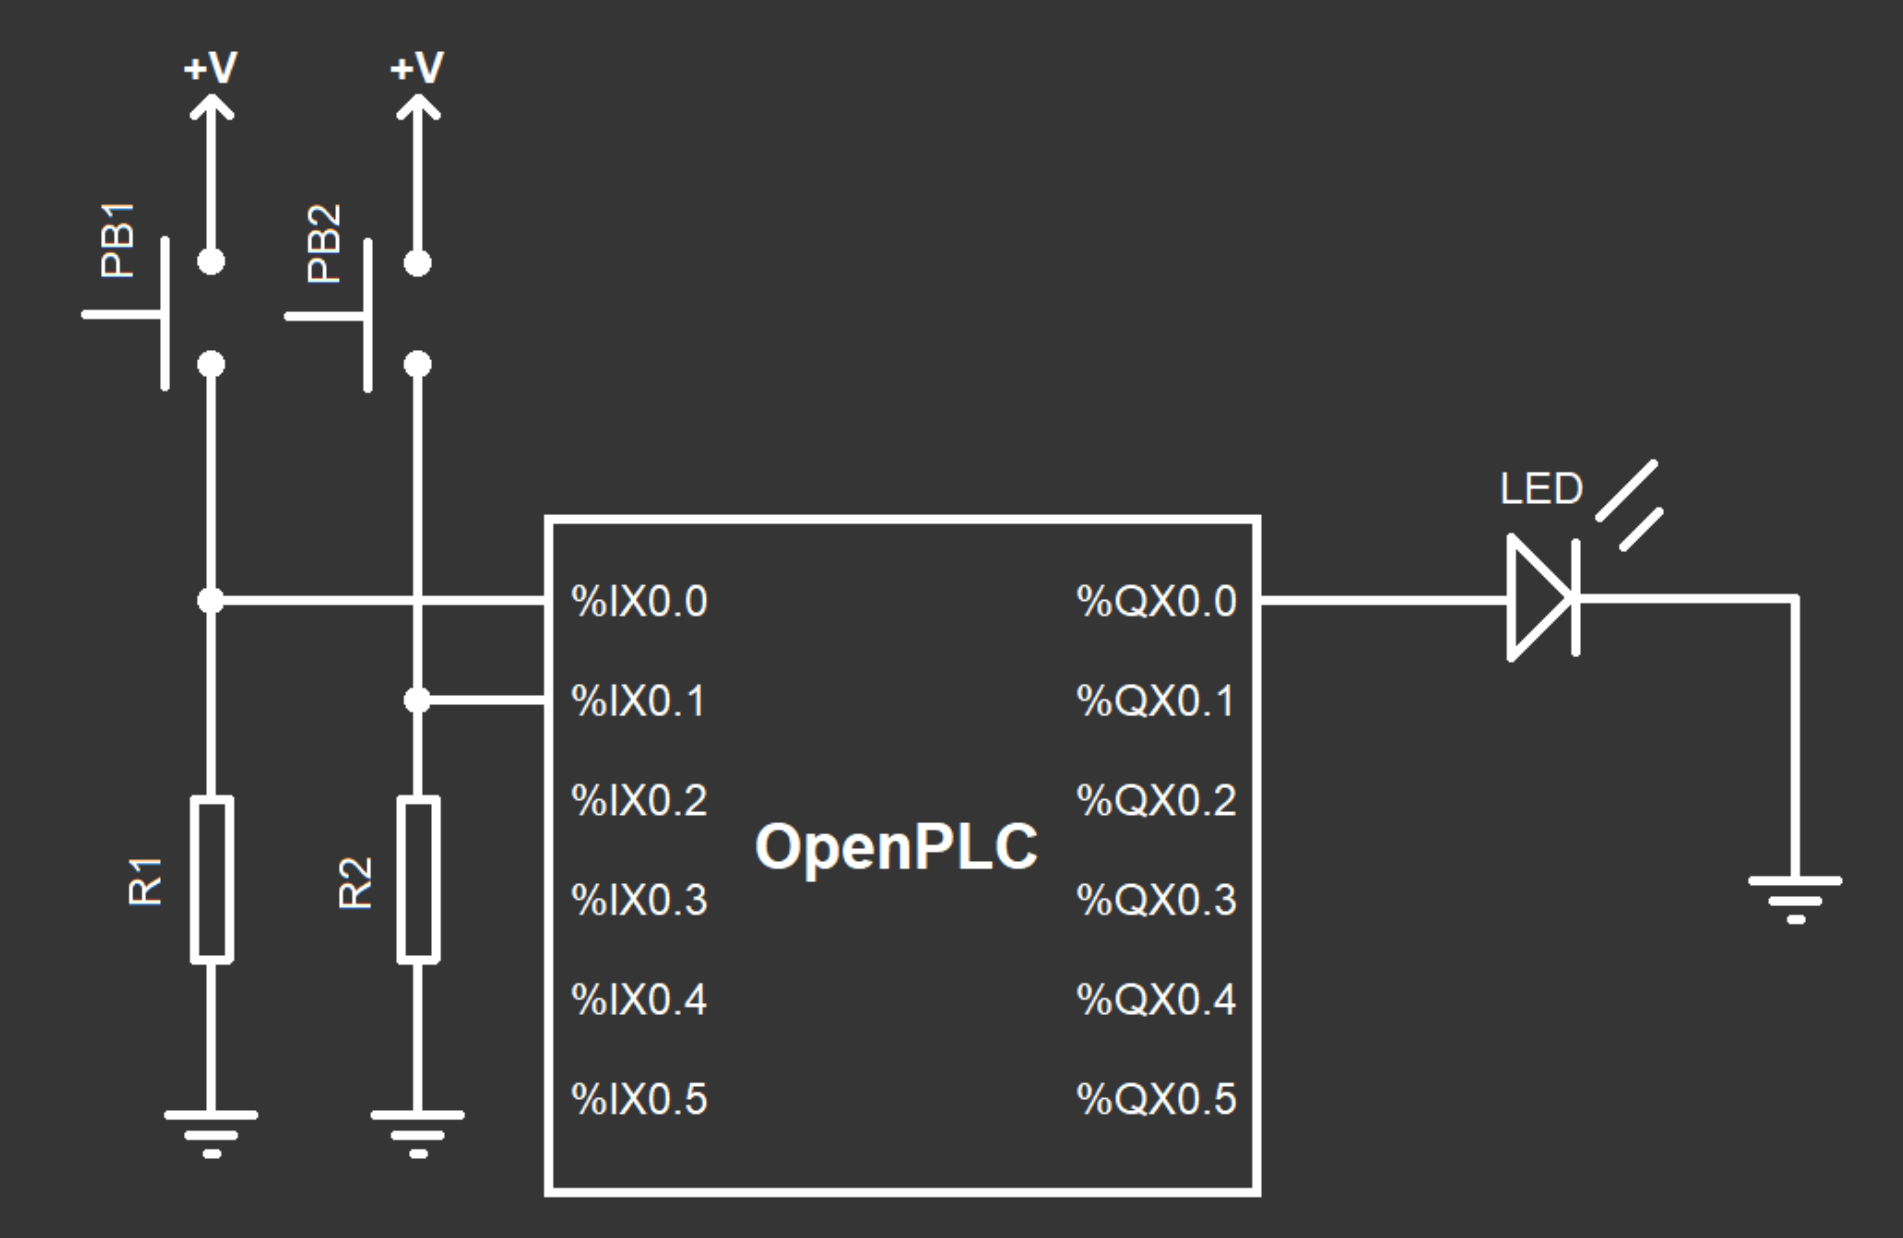 +V
+V
PB1
PB2
LED
%IX0.0
%QX0.0
%IX0.1
%QX0.1
%IX0.2
%QX0.2
OpenPLC
R1
R2
%IX0.3
%QX0.3
%IX0.4
%QX0.4
%IX0.5
%QX0.5